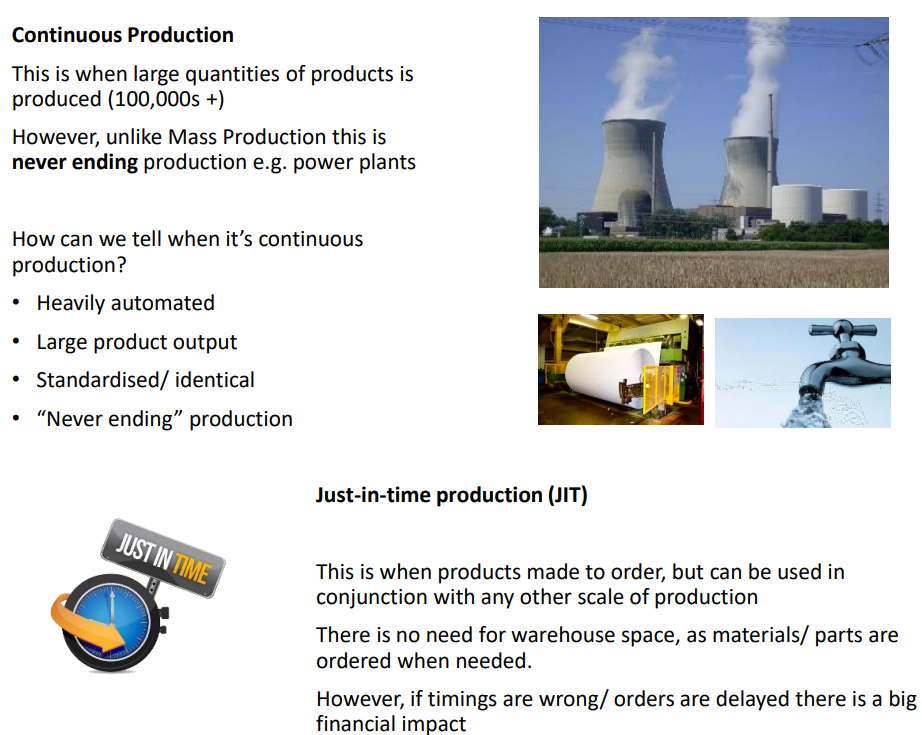 Continuous Production
This is when large quantities of products is
produced (100,000s +)
However, unlike Mass Production this is
never ending production e.g. power plants
How can we tell when it’s continuous
production?
• Heavily automated
• Large product output
• Standardised/ identical
• “Never ending” production
JUST IN TIME
Just-in-time production (JIT)
This is when products made to order, but can be used in
conjunction with any other scale of production
There is no need for warehouse space, as materials/ parts are
ordered when needed.
However, if timings are wrong/ orders are delayed there is a big
financial impact